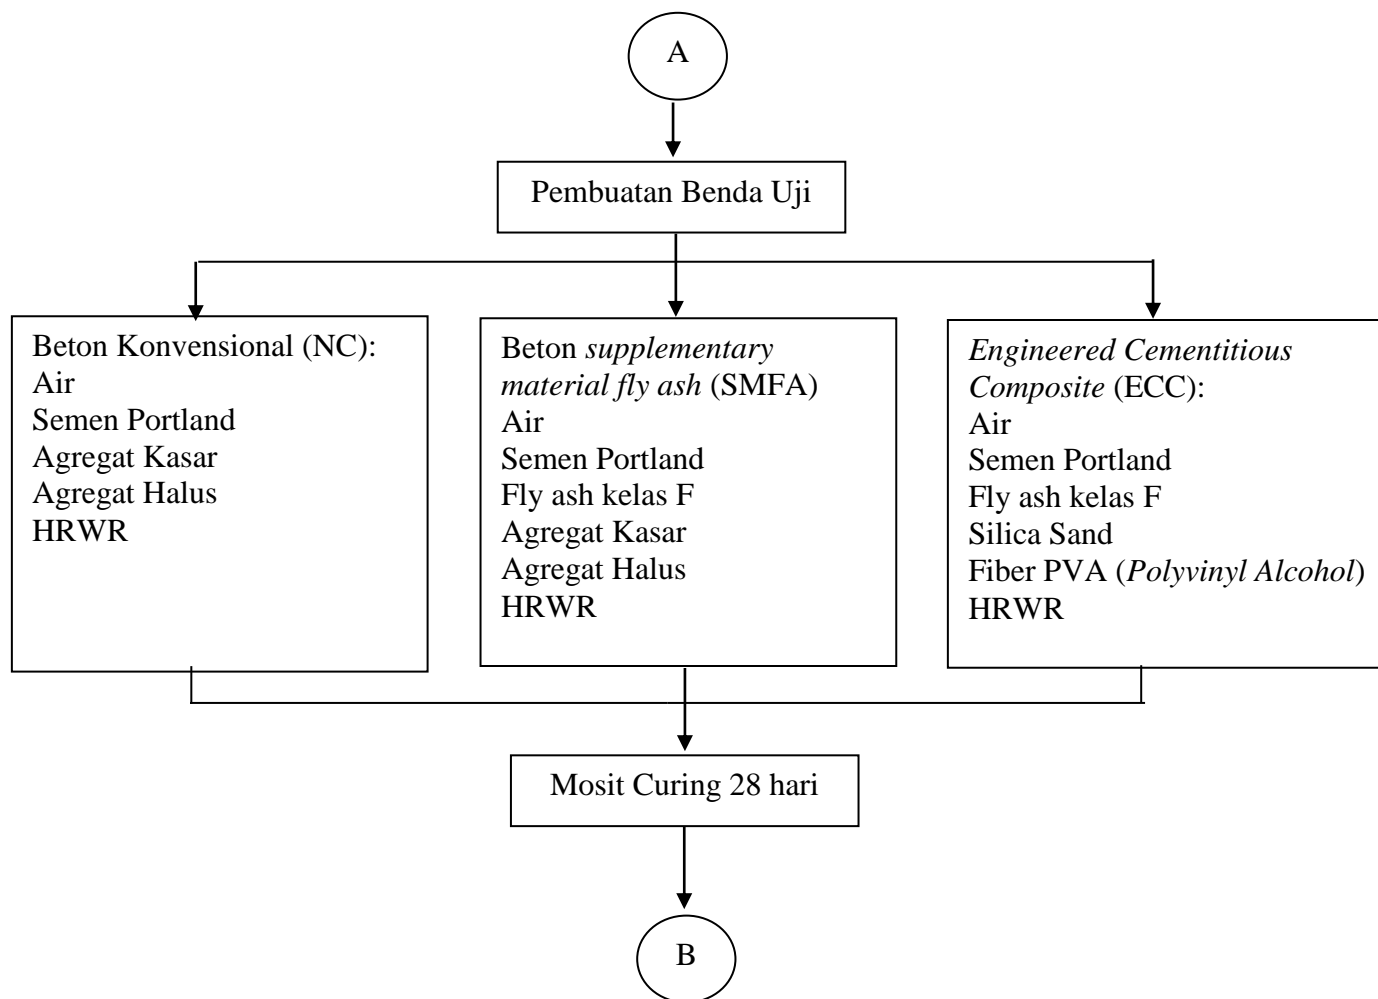 A
Pembuatan Benda Uji
Beton Konvensional (NC):
Air
Semen Portland
Agregat Kasar
Agregat Halus
HRWR
Beton supplementary
material fly ash (SMFA)
Air
Semen Portland
Fly ash kelas F
Agregat Kasar
Agregat Halus
HRWR
Engineered Cementitious
Composite (ECC):
Air
Semen Portland
Fly ash kelas F
Silica Sand
Fiber PVA (Polyvinyl Alcohol)
HRWR
Mosit Curing 28 hari
B